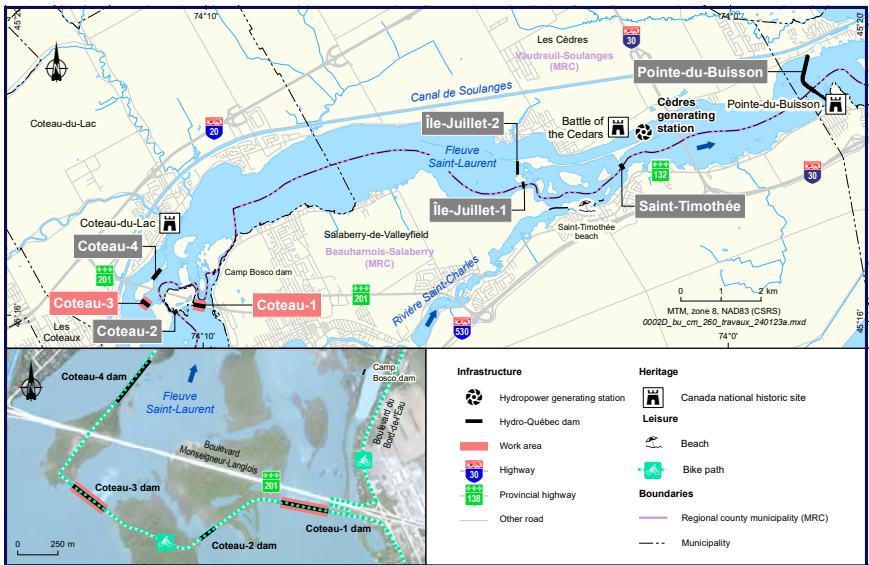 45°20'
74°10'
74°0'
45°20'
30
Les Cèdres
Vaudreuil-Soulanges
(MRC)
Pointe-du-Buisson
Canal de Soulanges
Pointe-du-Buisson
Coteau-du-Lac
20
Île-Juillet-2
Battle of
the Cedars
Cèdres
generating
station
Fleuve
Saint-Laurent
132
30
Île-Juillet-1
Saint-Timothée
Coteau-du-Lac
Saint-Timothée
beach
Salaberry-de-Valleyfield
Beauharnois-Salaberry
(MRC)
Coteau-4
201
Camp Bosco dam
201
Rivière Saint-Charles
Coteau-3
Coteau-1
0 1 2 km
MTM, zone 8, NAD83 (CSRS)
0002D_bu_cm_260_travaux_240123a.mxd
45°16'
Les
Coteaux
Coteau-2
530
45°16'
74°10'
74°0'
Coteau-4 dam
Fleuve
Saint-Laurent
Camp
Bosco dam
Boulevard du
Bord-de-l'Eau
Boulevard
Monseigneur-Langlois
201
Coteau-3 dam
Coteau-1 dam
Coteau-2 dam
0 250 m
Infrastructure
Hydropower generating station
Hydro-Québec dam
Work area
30
Highway
138
Provincial highway
Other road
Heritage
Canada national historic site
Leisure
Beach
Bike path
Boundaries
Regional county municipality (MRC)
Municipality